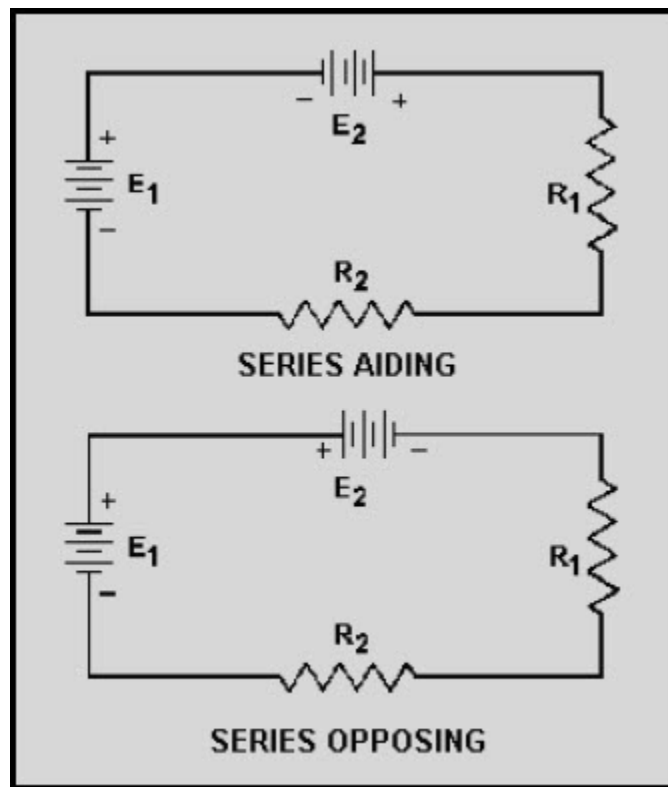 − +
E2
+
E1
−
R1
R2
SERIES AIDING
+ −
E2
+
E1
−
R1
R2
SERIES OPPOSING